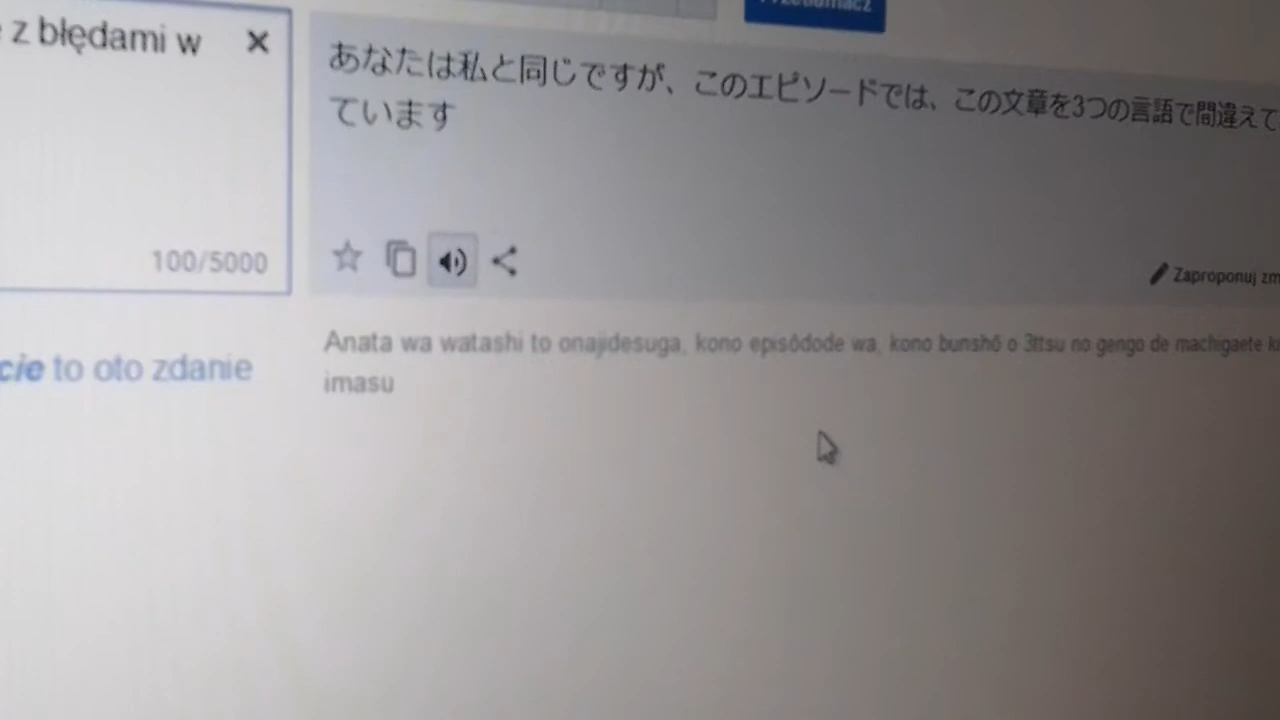 z błędami w
100/5000
cie to oto zdanie
あなたは私と同じですが、このエピソードでは、この文章を3つの言語で間違えて
ています
Zaproponuj
Anata wa watashi to onajidesuga, kono episōdode wa, kono bunshō o 3ttsu no gengo de machigaete
imasu